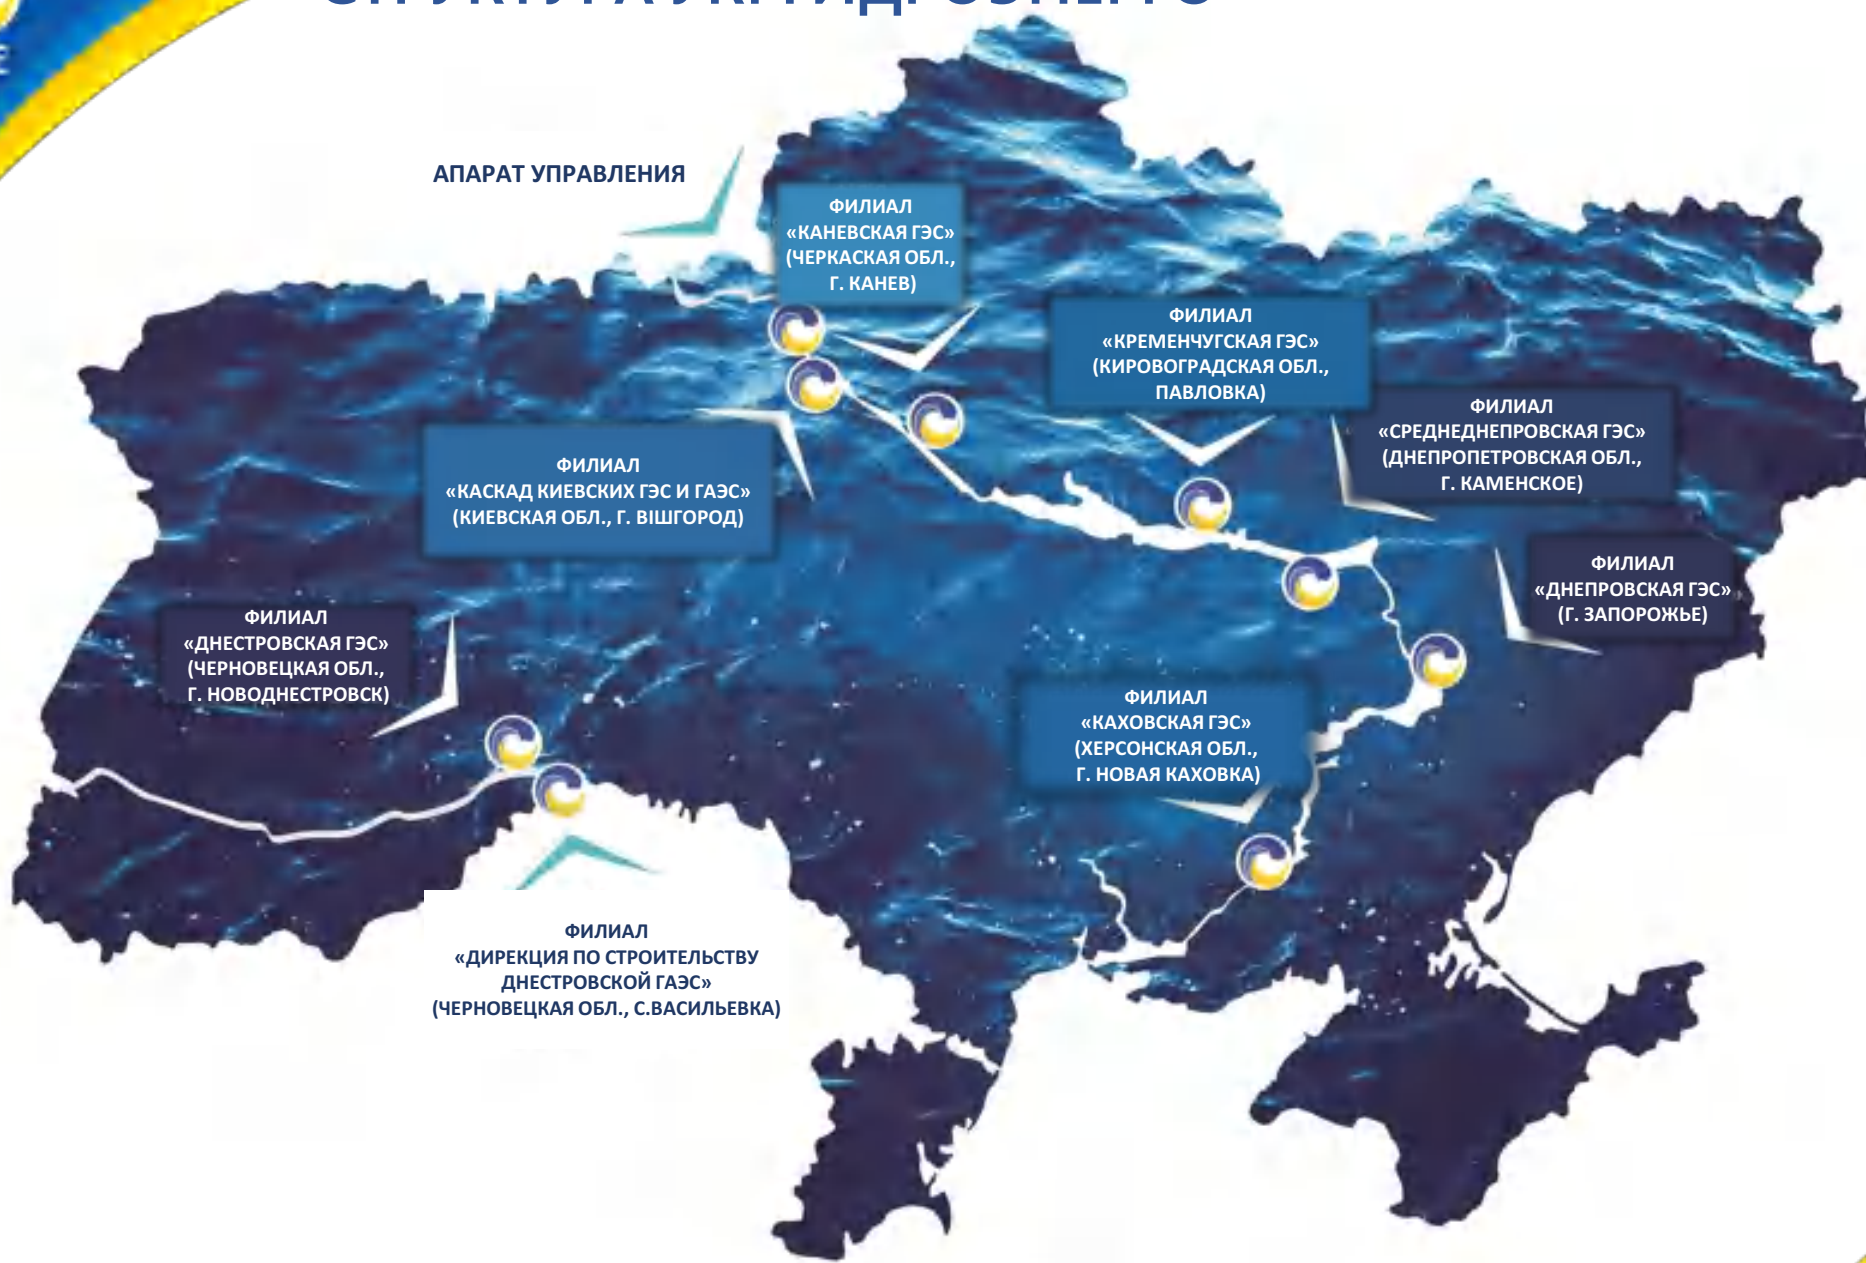 СТРУКТУРА УКРГИДРОЭНЕРГО
АПАРАТ УПРАВЛЕНИЯ
ФИЛИАЛ
«КАНЕВСКАЯ ГЭС»
(ЧЕРКАСКАЯ ОБЛ.,
Г. КАНЕВ)
ФИЛИАЛ
«КРЕМЕНЧУГСКАЯ ГЭС»
(КИРОВОГРАДСКАЯ ОБЛ.,
ПАВЛОВКА)
ФИЛИАЛ
«СРЕДНЕДНЕПРОВСКАЯ ГЭС»
(ДНЕПРОПЕТРОВСКАЯ ОБЛ.,
Г. КАМЕНСКОЕ)
ФИЛИАЛ
«КАСКАД КИЕВСКИХ ГЭС И ГАЭС»
(КИЕВСКАЯ ОБЛ., Г. ВІШГОРОД)
ФИЛИАЛ
«ДНЕПРОВСКАЯ ГЭС»
(Г. ЗАПОРОЖЬЕ)
ФИЛИАЛ
«ДНЕСТРОВСКАЯ ГЭС»
(ЧЕРНОВЕЦКАЯ ОБЛ.,
Г. НОВОДНЕСТРОВСК)
ФИЛИАЛ
«КАХОВСКАЯ ГЭС»
(ХЕРСОНСКАЯ ОБЛ.,
Г. НОВАЯ КАХОВКА)
ФИЛИАЛ
«ДИРЕКЦИЯ ПО СТРОИТЕЛЬСТВУ
ДНЕСТРОВСКОЙ ГАЭС»
(ЧЕРНОВЕЦКАЯ ОБЛ., С.ВАСИЛЬЕВКА)